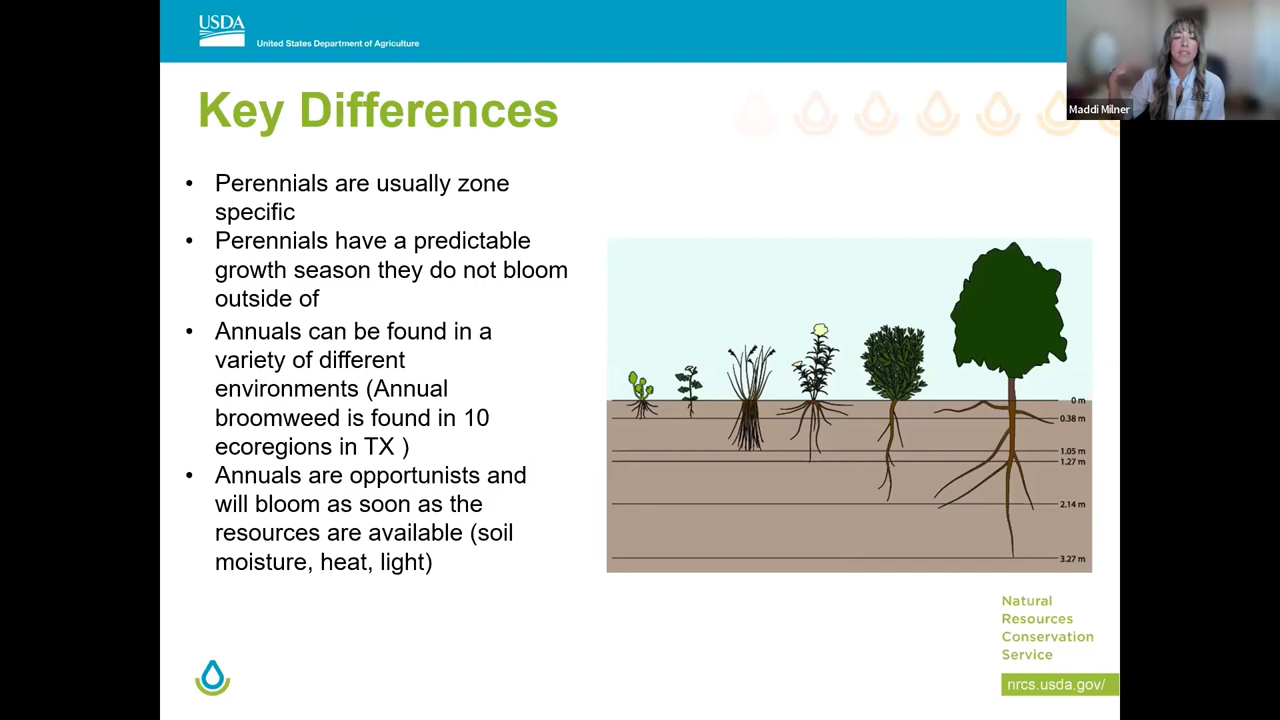 USDA
United States Department of Agriculture
Maddi Milner
Key Differences
• Perennials are usually zone
specific
• Perennials have a predictable
growth season they do not bloom
outside of
• Annuals can be found in a
variety of different
environments (Annual
broomweed is found in 10
ecoregions in TX )
• Annuals are opportunists and
will bloom as soon as the
resources are available (soil
moisture, heat, light)
0 m
0.38 m
1.05 m
1.27 m
2.14 m
3.27 m
Natural
Resources
Conservation
Service
nrcs.usda.gov/